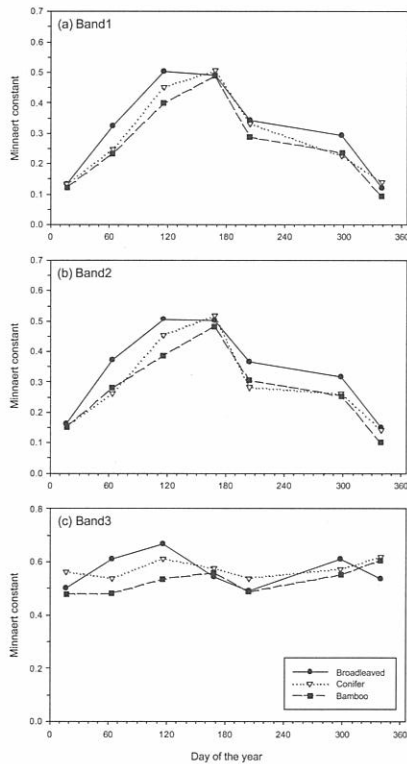 (a) Band1
Minnaert constant
0.7
0.6
0.5
0.4
0.3
0.2
0.1
0.0
0 60 120 180 240 300 360
(b) Band2
Minnaert constant
0.7
0.6
0.5
0.4
0.3
0.2
0.1
0.0
0 60 120 180 240 300 360
(c) Band3
Minnaert constant
0.8
0.6
0.4
0.2
0.0
Broadleaved
Conifer
Bamboo
0 60 120 180 240 300 360
Day of the year